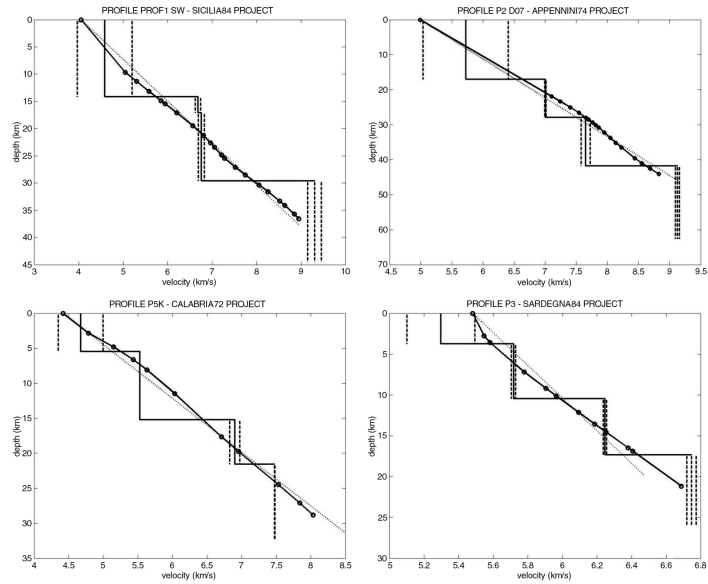 PROFILE PROF1 SW - SICILIA84 PROJECT
0
5
10
15
20
25
30
35
40
45
depth (km)
3 4 5 6 7 8 9 10
velocity (km/s)
PROFILE P2 D07 - APPENNINI74 PROJECT
0
10
20
30
40
50
60
70
depth (km)
4.5 5 5.5 6 6.5 7 7.5 8 8.5 9 9.5
velocity (km/s)
PROFILE P5K - CALABRIA72 PROJECT
0
5
10
15
20
25
30
35
depth (km)
4 4.5 5 5.5 6 6.5 7 7.5 8 8.5
velocity (km/s)
PROFILE P3 - SARDEGNA84 PROJECT
0
5
10
15
20
25
30
depth (km)
5 5.2 5.4 5.6 5.8 6 6.2 6.4 6.6 6.8
velocity (km/s)